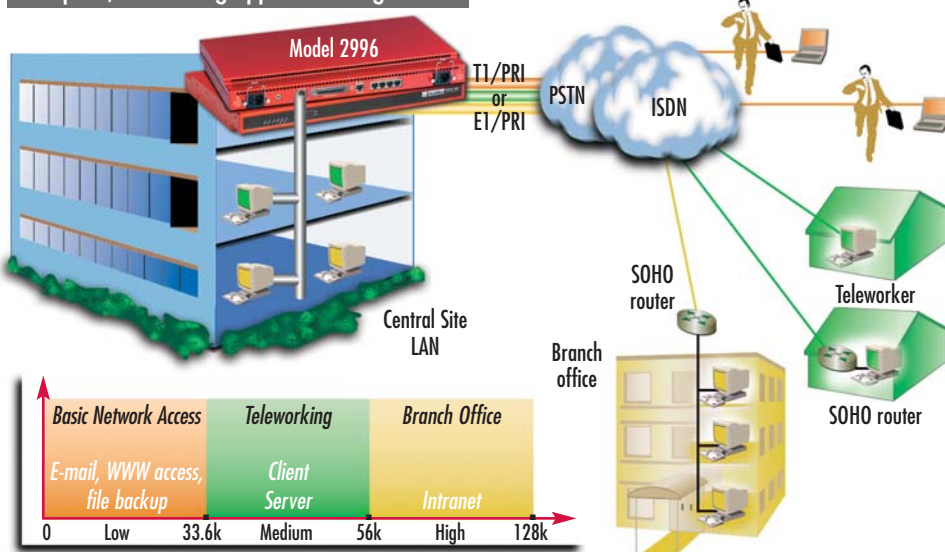 Model 2996
T1/PRI
or
E1/PRI
PSTN
ISDN
SOHO
router
Teleworker
Central Site
LAN
Branch
office
SOHO router
Basic Network Access
Teleworking
Branch Office
E-mail, WWW access,
file backup
Client
Server
Intranet
0
Low
33.6k
Medium
56k
High
128k